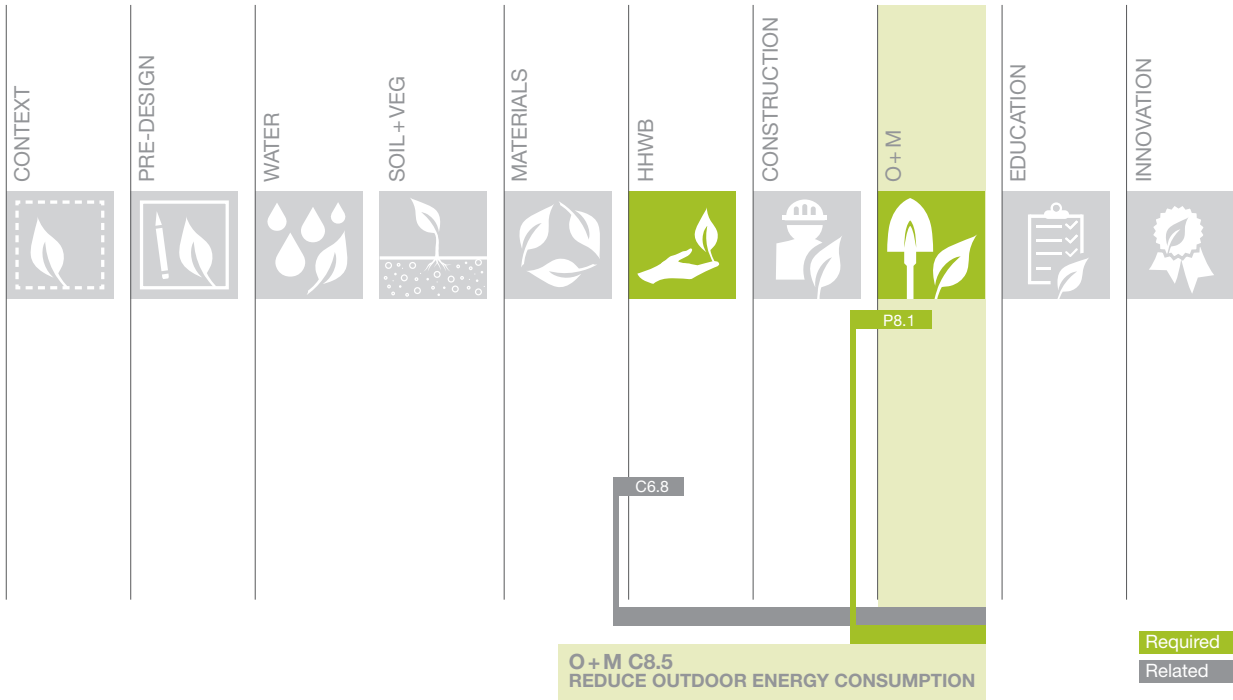 CONTEXT
PRE-DESIGN
WATER
SOIL+VEG
MATERIALS
HHWB
CONSTRUCTION
O+M
EDUCATION
INNOVATION
P8.1
C6.8
O+M C8.5
REDUCE OUTDOOR ENERGY CONSUMPTION
Required
Related